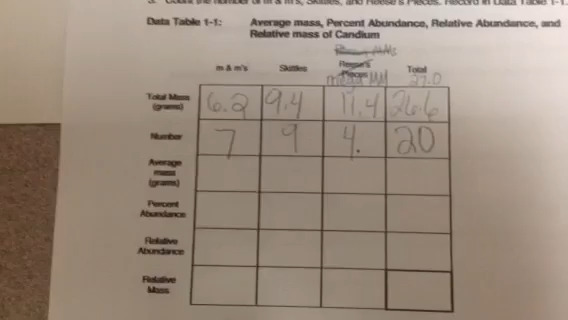 3. Count the number of m & m's, Skittles, and Reese's Pieces. Record in Data Table 1-1.
Data Table 1-1: Average mass, Percent Abundance, Relative Abundance, and
Relative mass of Candium
MMs
m & m's Skittles Reese's Pieces Total
MM 27.0
Total Mass (grams) 6.2 9.4 11.4 26.6
Number 7 9 4. 20
Average
mass
(grams)
Percent
Abundance
Relative
Abundance
Relative
Mass